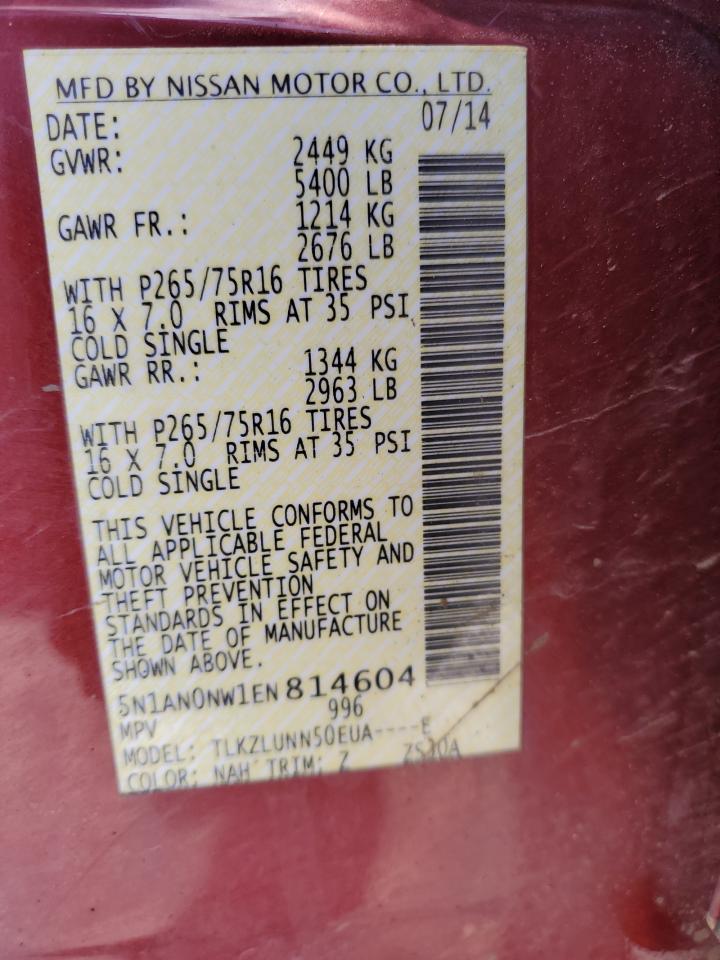 MFD BY NISSAN MOTOR CO., LTD.
DATE: 07/14
GVWR: 2449 KG
5400 LB
GAWR FR.: 1214 KG
2676 LB
WITH P265/75R16 TIRES
16 X 7.0 RIMS AT 35 PSI
COLD SINGLE
GAWR RR.: 1344 KG
2963 LB
WITH P265/75R16 TIRES
16 X 7.0 RIMS AT 35 PSI
COLD SINGLE
THIS VEHICLE CONFORMS TO
ALL APPLICABLE FEDERAL
MOTOR VEHICLE SAFETY AND
THEFT PREVENTION
STANDARDS IN EFFECT ON
THE DATE OF MANUFACTURE
SHOWN ABOVE.
5N1AN0NW1EN 814604
MPV 996
MODEL: TLKZLUNN50EUA----E
COLOR: NAH TRIM: Z